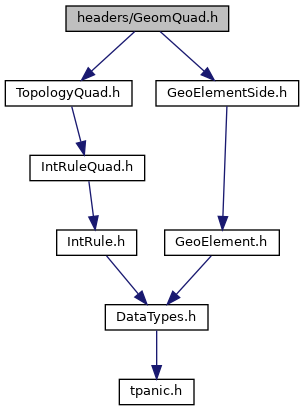 headers/GeomQuad.h
TopologyQuad.h
GeoElementSide.h
IntRuleQuad.h
IntRule.h
GeoElement.h
DataTypes.h
tpanic.h